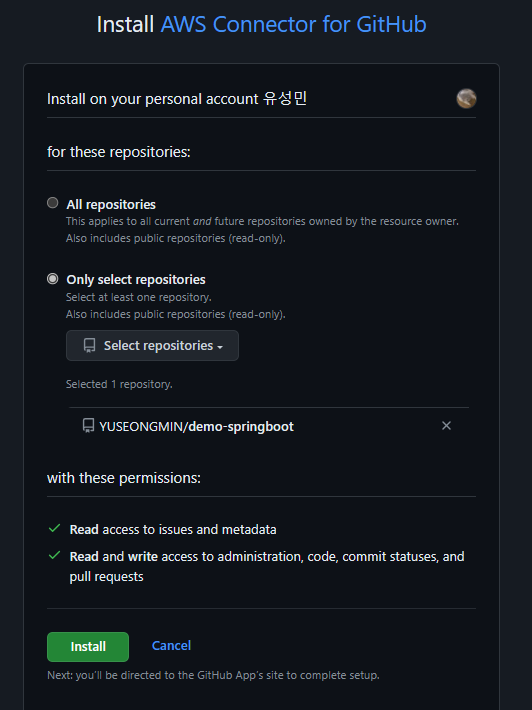 Install AWS Connector for GitHub
Install on your personal account 유성민
for these repositories:
All repositories
This applies to all current and future repositories owned by the resource owner.
Also includes public repositories (read-only).
Only select repositories
Select at least one repository.
Also includes public repositories (read-only).
Select repositories
Selected 1 repository.
YUSEONGMIN/demo-springboot
with these permissions:
Read access to issues and metadata
Read and write access to administration, code, commit statuses, and
pull requests
Install Cancel
Next: you'll be directed to the GitHub App's site to complete setup.